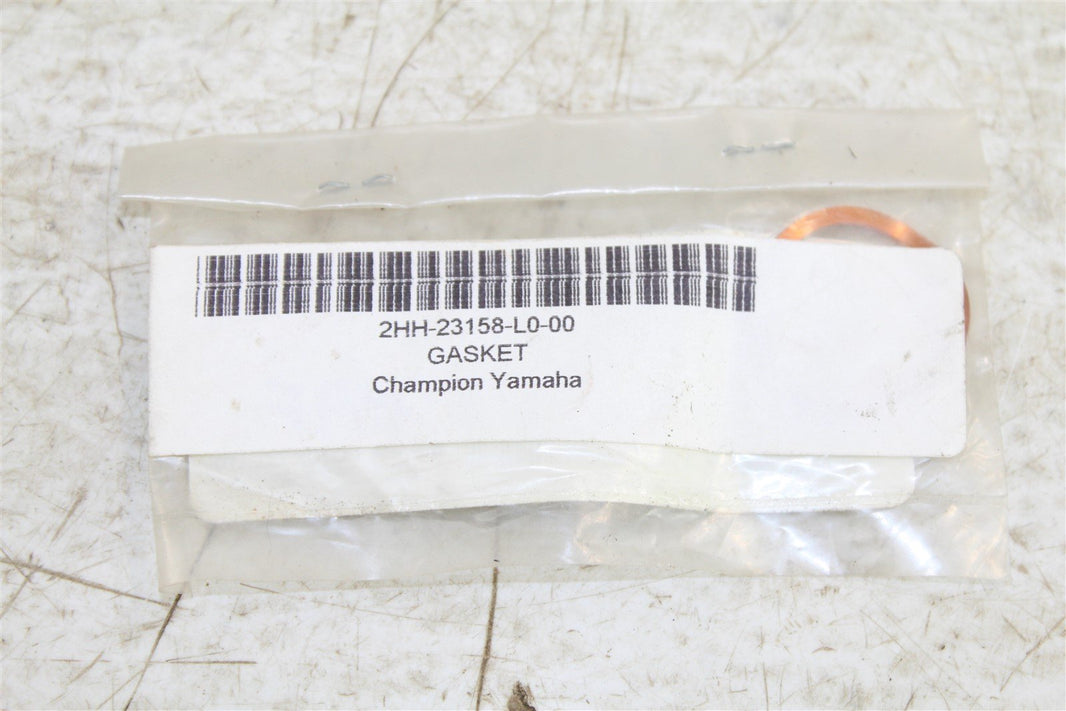 2HH-23158-L0-00
GASKET
Champion Yamaha